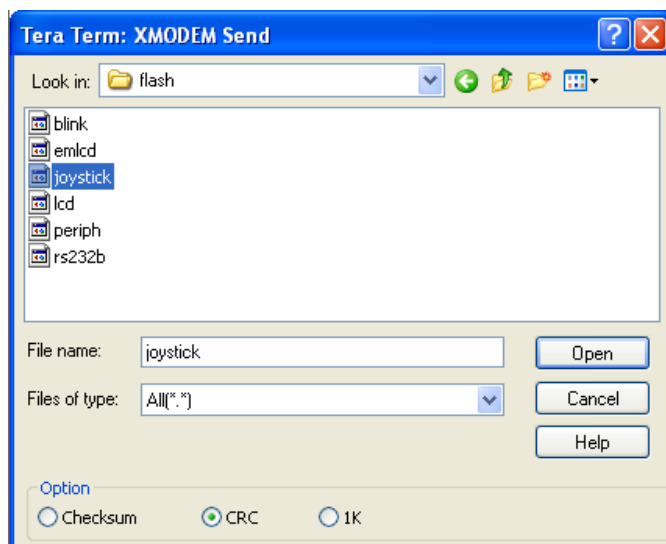 Tera Term: XMODEM Send
Look in: flash
blink
emlcd
joystick
lcd
periph
rs232b
File name: joystick Open
Files of type: All(*.*) Cancel
Help
Option
Checksum CRC 1K